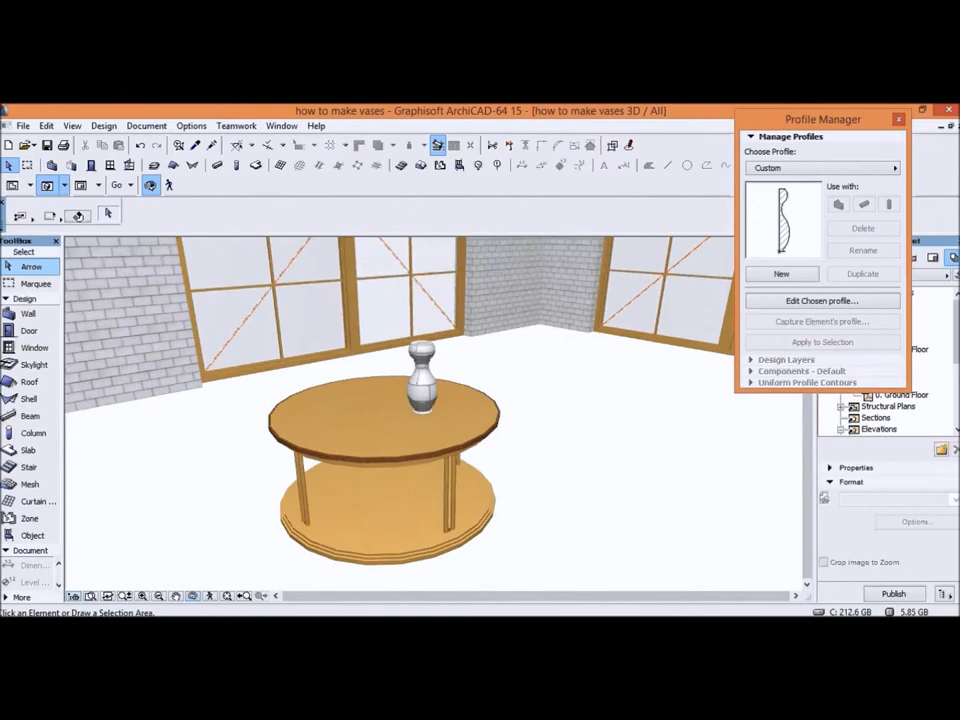 how to make vases - Graphisoft ArchiCAD-64 15 - [how to make vases 3D / All]
File Edit View Design Document Options Teamwork Window Help
Go
ToolBox
Select
Arrow
Marquee
Design
Wall
Door
Window
Skylight
Roof
Shell
Beam
Column
Slab
Stair
Mesh
Curtain ...
Zone
Object
Document
Dimen...
Level ...
More
Profile Manager
Manage Profiles
Choose Profile:
Custom
Use with:
Delete
Rename
New
Duplicate
Edit Chosen profile...
Capture Element's profile...
Apply to Selection
Design Layers
Components - Default
Uniform Profile Contours
0. Ground Floor
Structural Plans
Sections
Elevations
Properties
Format
Options...
Crop image to Zoom
Publish
Click an Element or Draw a Selection Area.
C: 212.6 GB
5.85 GB